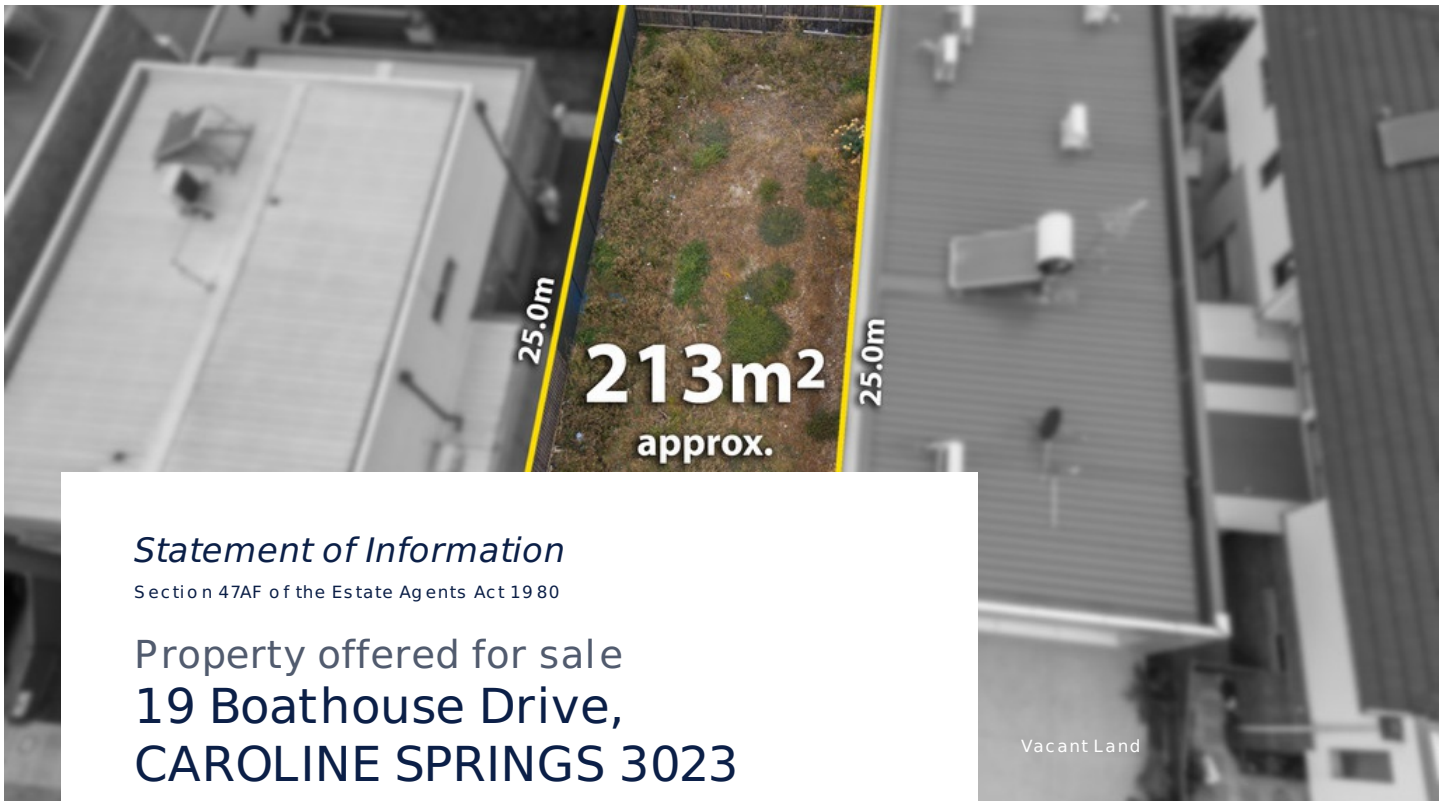 25.0m
25.0m
213m²
approx.
Statement of Information
Section 47AF of the Estate Agents Act 1980
Property offered for sale
19 Boathouse Drive,
CAROLINE SPRINGS 3023
Vacant Land